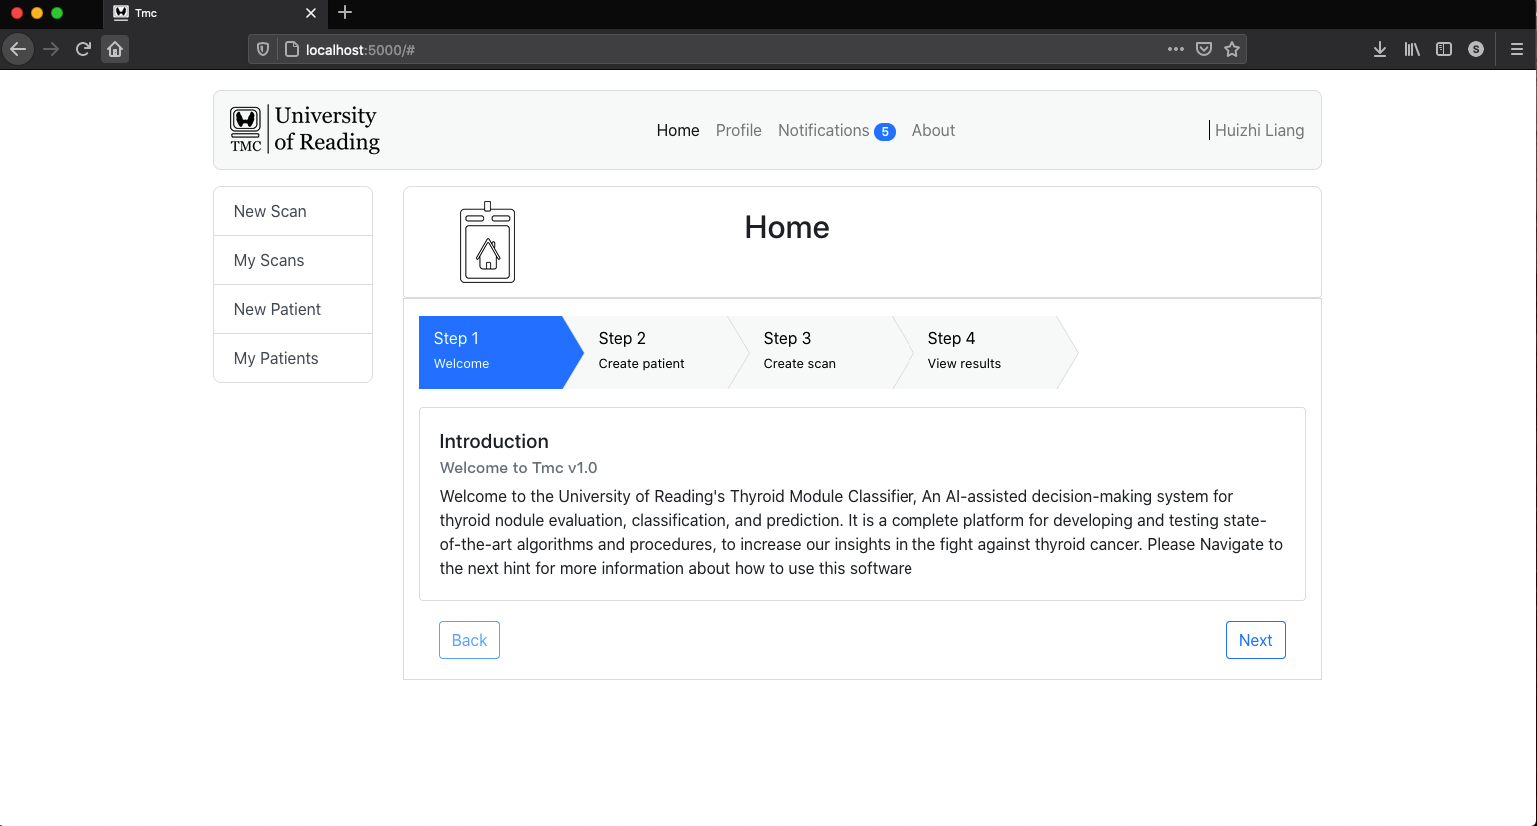 Tmc
localhost:5000/#
S
TMC
University
of Reading
Home Profile Notifications 5 About
Huizhi Liang
New Scan
My Scans
New Patient
My Patients
Home
Step 1
Welcome
Step 2
Create patient
Step 3
Create scan
Step 4
View results
Introduction
Welcome to Tmc v1.0
Welcome to the University of Reading's Thyroid Module Classifier, An AI-assisted decision-making system for
thyroid nodule evaluation, classification, and prediction. It is a complete platform for developing and testing state-
of-the-art algorithms and procedures, to increase our insights in the fight against thyroid cancer. Please Navigate to
the next hint for more information about how to use this software
Back
Next